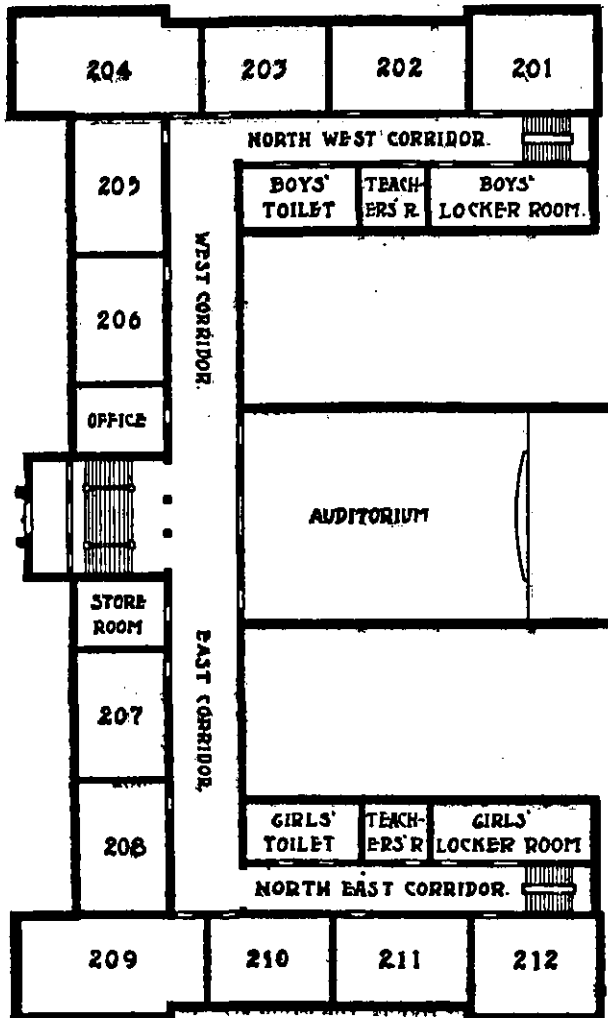 204
203
202
201
NORTH WEST CORRIDOR.
205
BOYS'
TOILET
TEACH-
ERS' R.
BOYS'
LOCKER ROOM.
WEST CORRIDOR.
206
OFFICE
AUDITORIUM
STORE
ROOM
EAST CORRIDOR.
207
208
GIRLS'
TOILET
TEACH-
ERS' R
GIRLS'
LOCKER ROOM
NORTH EAST CORRIDOR.
209
210
211
212